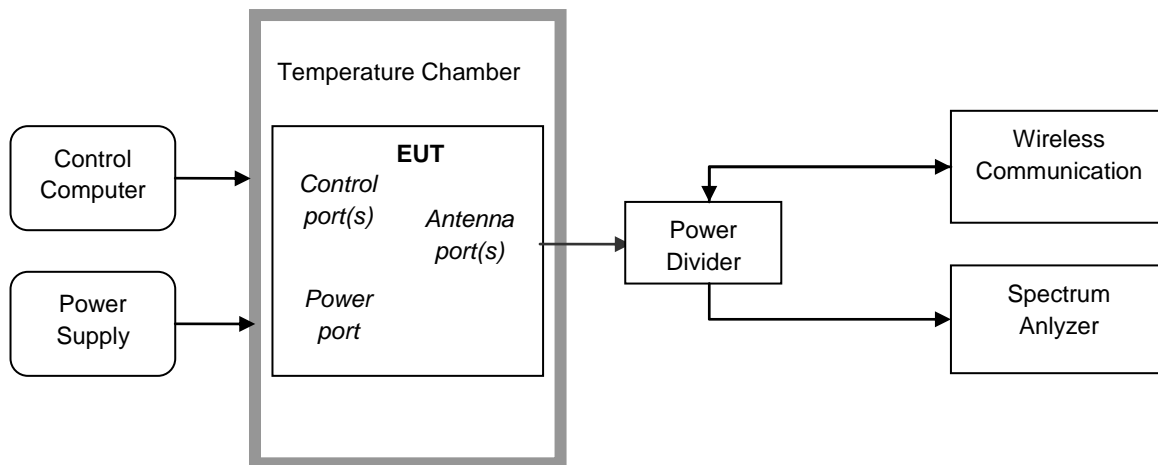 Temperature Chamber
Control
Computer
Power
Supply
EUT
Control
port(s)
Antenna
port(s)
Power
port
Power
Divider
Wireless
Communication
Spectrum
Anlyzer